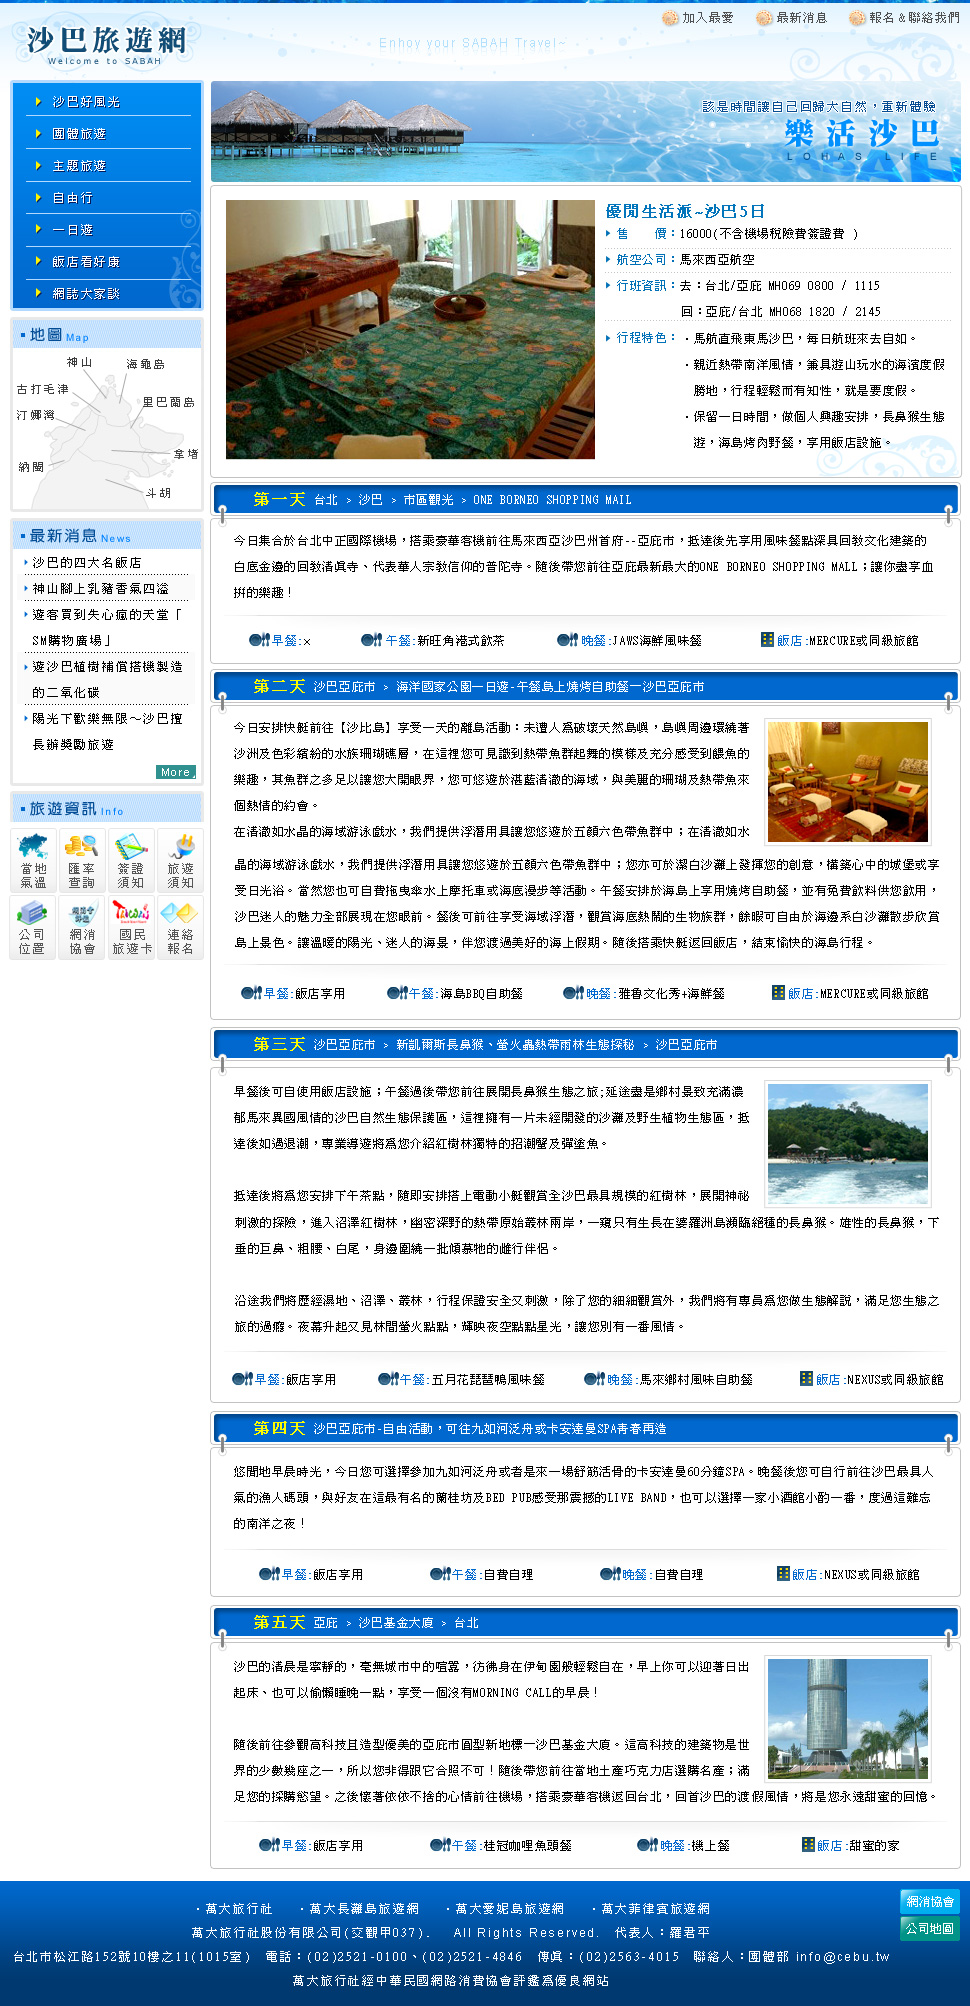 加入最愛
最新消息
報名 & 聯絡我們
沙巴旅遊網
Welcome to SABAH
Enhoy your SABAH Travel~
沙巴好風光
團體旅遊
主題旅遊
自由行
一日遊
飯店看好康
網誌大家談
該是時間讓自己回歸大自然，重新體驗
樂活沙巴
LOHAS LIFE
地圖 Map
神山
海龜島
古打毛津
里巴蘭島
汀娜灣
拿堵
納閩
斗胡
最新消息 News
沙巴的四大名飯店
神山腳上乳豬香氣四溢
遊客買到失心瘋的天堂「
SM購物廣場」
遊沙巴植樹補償搭機製造
的二氧化碳
陽光下歡樂無限～沙巴擅
長辦獎勵旅遊
More
旅遊資訊 Info
當地氣溫
匯率查詢
簽證須知
旅遊須知
公司位置
網消協會
國民旅遊卡
連絡報名
優閒生活派~沙巴5日
售　　價：16000(不含機場稅險費簽證費 )
航空公司：馬來西亞航空
行班資訊：去：台北/亞庇 MH069 0800 / 1115
回：亞庇/台北 MH068 1820 / 2145
行程特色：‧馬航直飛東馬沙巴，每日航班來去自如。
‧親近熱帶南洋風情，兼具遊山玩水的海濱度假
勝地，行程輕鬆而有知性，就是要度假。
‧保留一日時間，做個人興趣安排，長鼻猴生態
遊，海島烤肉野餐，享用飯店設施。
第一天 台北 > 沙巴 > 市區觀光 > ONE BORNEO SHOPPING MAIL
今日集合於台北中正國際機場，搭乘豪華客機前往馬來西亞沙巴州首府--亞庇市，抵達後先享用風味餐點深具回教文化建築的
白底金邊的回教清真寺、代表華人宗教信仰的普陀寺。隨後帶您前往亞庇最新最大的ONE BORNEO SHOPPING MALL；讓你盡享血
拼的樂趣！
早餐:×
午餐:新旺角港式飲茶
晚餐:JAWS海鮮風味餐
飯店:MERCURE或同級旅館
第二天 沙巴亞庇市 > 海洋國家公園一日遊-午餐島上燒烤自助餐—沙巴亞庇市
今日安排快艇前往【沙比島】享受一天的離島活動：未遭人為破壞天然島嶼，島嶼周邊環繞著
沙洲及色彩繽紛的水族珊瑚礁層，在這裡您可見識到熱帶魚群起舞的模樣及充分感受到餵魚的
樂趣，其魚群之多足以讓您大開眼界，您可悠遊於湛藍清澈的海域，與美麗的珊瑚及熱帶魚來
個熱情的約會。
在清澈如水晶的海域游泳戲水，我們提供浮潛用具讓您悠遊於五顏六色帶魚群中；在清澈如水
晶的海域游泳戲水，我們提供浮潛用具讓您悠遊於五顏六色帶魚群中；您亦可於潔白沙灘上發揮您的創意，構築心中的城堡或享
受日光浴。當然您也可自費拖曳傘水上摩托車或海底漫步等活動。午餐安排於海島上享用燒烤自助餐，並有免費飲料供您飲用，
沙巴迷人的魅力全部展現在您眼前。餐後可前往享受海域浮潛，觀賞海底熱鬧的生物族群，餘暇可自由於海邊系白沙灘散步欣賞
島上景色。讓溫暖的陽光、迷人的海景，伴您渡過美好的海上假期。隨後搭乘快艇返回飯店，結束愉快的海島行程。
早餐:飯店享用
午餐:海島BBQ自助餐
晚餐:雅魯文化秀+海鮮餐
飯店:MERCURE或同級旅館
第三天 沙巴亞庇市 > 新凱爾斯長鼻猴、螢火蟲熱帶雨林生態探秘 > 沙巴亞庇市
早餐後可自使用飯店設施；午餐過後帶您前往展開長鼻猴生態之旅;延途盡是鄉村景致充滿濃
郁馬來異國風情的沙巴自然生態保護區，這裡擁有一片未經開發的沙灘及野生植物生態區，抵
達後如過退潮，專業導遊將為您介紹紅樹林獨特的招潮蟹及彈塗魚。
抵達後將為您安排下午茶點，隨即安排搭上電動小艇觀賞全沙巴最具規模的紅樹林，展開神祕
刺激的探險，進入沼澤紅樹林，幽密深野的熱帶原始叢林兩岸，一窺只有生長在婆羅洲島瀕臨絕種的長鼻猴。雄性的長鼻猴，下
垂的巨鼻、粗腰、白尾，身邊圍繞一批傾慕牠的雌行伴侶。
沿途我們將歷經濕地、沼澤、叢林，行程保證安全又刺激，除了您的細細觀賞外，我們將有專員為您做生態解說，滿足您生態之
旅的過癮。夜幕升起又見林間螢火點點，輝映夜空點點星光，讓您別有一番風情。
早餐:飯店享用
午餐:五月花琵琶鴨風味餐
晚餐:馬來鄉村風味自助餐
飯店:NEXUS或同級旅館
第四天 沙巴亞庇市-自由活動，可往九如河泛舟或卡安達曼SPA青春再造
悠閒地早晨時光，今日您可選擇參加九如河泛舟或者是來一場舒筋活骨的卡安達曼60分鐘SPA。晚餐後您可自行前往沙巴最具人
氣的漁人碼頭，與好友在這最有名的蘭桂坊及BED PUB感受那震撼的LIVE BAND，也可以選擇一家小酒館小酌一番，度過這難忘
的南洋之夜！
早餐:飯店享用
午餐:自費自理
晚餐:自費自理
飯店:NEXUS或同級旅館
第五天 亞庇 > 沙巴基金大廈 > 台北
沙巴的清晨是寧靜的，毫無城市中的喧囂，彷彿身在伊甸園般輕鬆自在，早上你可以迎著日出
起床、也可以偷懶睡晚一點，享受一個沒有MORNING CALL的早晨！
隨後前往參觀高科技且造型優美的亞庇市圓型新地標—沙巴基金大廈。這高科技的建築物是世
界的少數幾座之一，所以您非得跟它合照不可！隨後帶您前往當地土產巧克力店選購名產；滿
足您的採購慾望。之後懷著依依不捨的心情前往機場，搭乘豪華客機返回台北，回首沙巴的渡假風情，將是您永遠甜蜜的回憶。
早餐:飯店享用
午餐:桂冠咖哩魚頭餐
晚餐:機上餐
飯店:甜蜜的家
‧萬大旅行社　‧萬大長灘島旅遊網　‧萬大愛妮島旅遊網　‧萬大菲律賓旅遊網
萬大旅行社股份有限公司(交觀甲037).　All Rights Reserved.　代表人：羅君平
台北市松江路152號10樓之11(1015室)　電話：(02)2521-0100、(02)2521-4846　傳真：(02)2563-4015　聯絡人：團體部 info@cebu.tw
萬大旅行社經中華民國網路消費協會評鑑為優良網站
網消協會
公司地圖